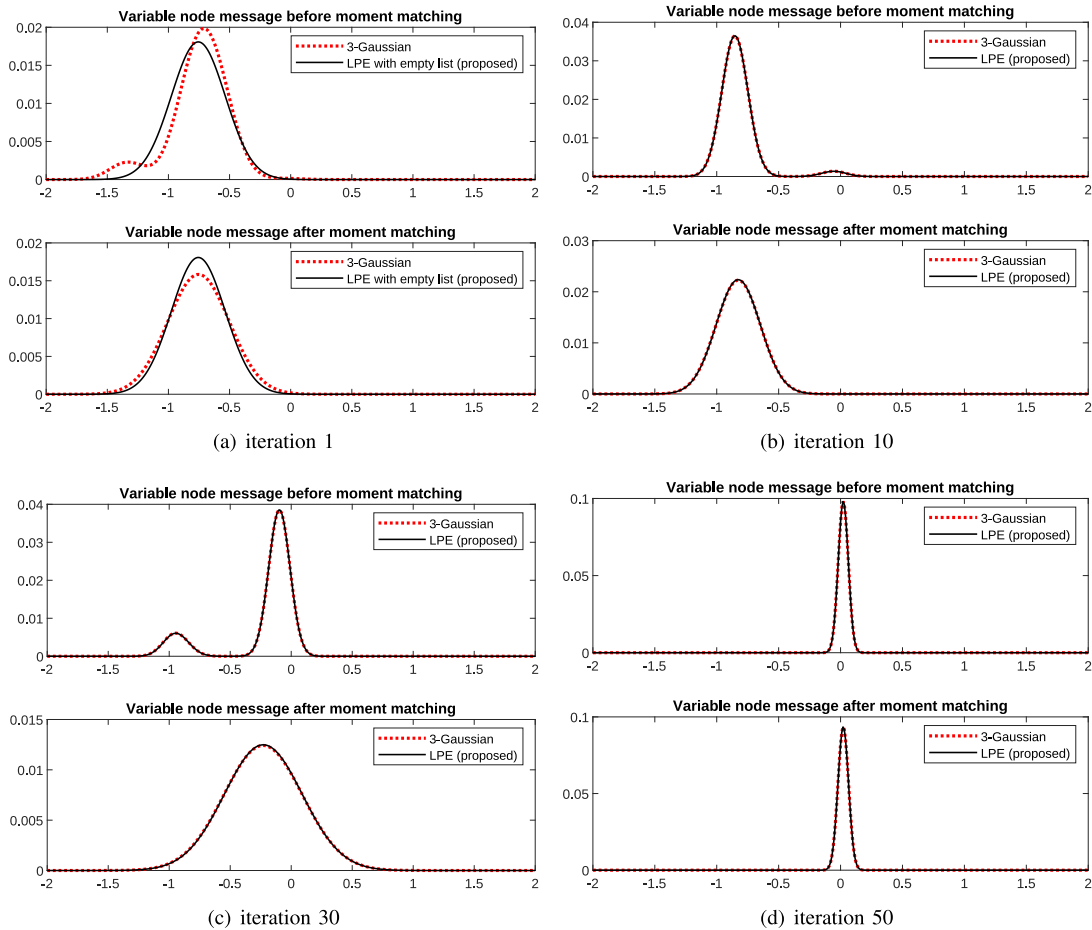 Variable node message before moment matching
0.02
0.015
0.01
0.005
0
3-Gaussian
LPE with empty list (proposed)
-2 -1.5 -1 -0.5 0 0.5 1 1.5 2
Variable node message after moment matching
0.02
0.015
0.01
0.005
0
3-Gaussian
LPE with empty list (proposed)
-2 -1.5 -1 -0.5 0 0.5 1 1.5 2
(a) iteration 1
Variable node message before moment matching
0.04
0.03
0.02
0.01
0
3-Gaussian
LPE (proposed)
-2 -1.5 -1 -0.5 0 0.5 1 1.5 2
Variable node message after moment matching
0.03
0.02
0.01
0
3-Gaussian
LPE (proposed)
-2 -1.5 -1 -0.5 0 0.5 1 1.5 2
(b) iteration 10
Variable node message before moment matching
0.04
0.03
0.02
0.01
0
3-Gaussian
LPE (proposed)
-2 -1.5 -1 -0.5 0 0.5 1 1.5 2
Variable node message after moment matching
0.015
0.01
0.005
0
3-Gaussian
LPE (proposed)
-2 -1.5 -1 -0.5 0 0.5 1 1.5 2
(c) iteration 30
Variable node message before moment matching
0.1
0.05
0
3-Gaussian
LPE (proposed)
-2 -1.5 -1 -0.5 0 0.5 1 1.5 2
Variable node message after moment matching
0.1
0.05
0
3-Gaussian
LPE (proposed)
-2 -1.5 -1 -0.5 0 0.5 1 1.5 2
(d) iteration 50